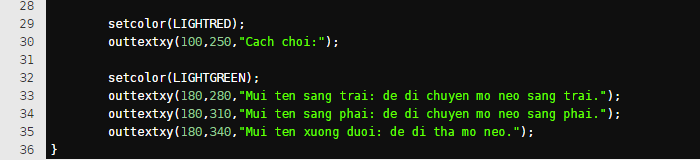 28
29 setcolor(LIGHTRED);
30 outtextxy(100,250,"Cach choi:");
31
32 setcolor(LIGHTGREEN);
33 outtextxy(180,280,"Mui ten sang trai: de di chuyen mo neo sang trai.");
34 outtextxy(180,310,"Mui ten sang phai: de di chuyen mo neo sang phai.");
35 outtextxy(180,340,"Mui ten xuong duoi: de di tha mo neo.");
36 }